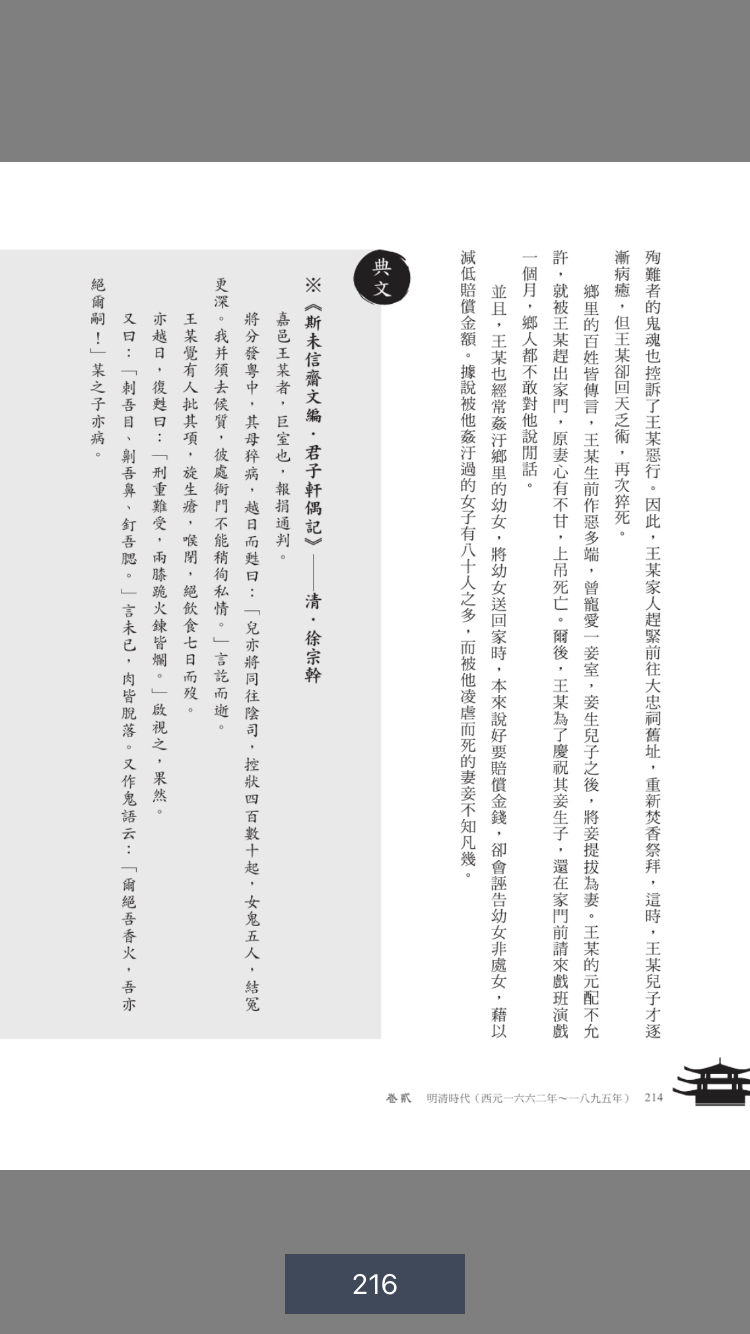 殉難者的鬼魂也控訴了王某惡行。因此，王某家人趕緊前往大忠祠舊址，重新焚香祭拜，這時，王某兒子才逐
漸病癒，但王某卻回天乏術，再次猝死。
鄉里的百姓皆傳言，王某生前作惡多端，曾寵愛一妾室，妾生兒子之後，將妾提拔為妻。王某的元配不允
許，就被王某趕出家門，原妻心有不甘，上吊死亡。爾後，王某為了慶祝其妾生子，還在家門前請來戲班演戲
一個月，鄉人都不敢對他說閒話。
並且，王某也經常姦汙鄉里的幼女，將幼女送回家時，本來說好要賠償金錢，卻會誣告幼女非處女，藉以
減低賠償金額。據說被他姦汙過的女子有八十人之多，而被他凌虐而死的妻妾不知凡幾。
典文
※《斯未信齋文編．君子軒偶記》——清．徐宗幹
嘉邑王某者，巨室也，報捐通判。
將分發粵中，其母猝病，越日而甦曰：「兒亦將同往陰司，控狀四百數十起，女鬼五人，結冤
更深。我并須去候質，彼處衙門不能稍徇私情。」言訖而逝。
王某覺有人批其項，旋生瘡，喉閉，絕飲食七日而歿。
亦越日，復甦曰：「刑重難受，兩膝跪火鍊皆爛。」啟視之，果然。
又曰：「刺吾目、劓吾鼻、釘吾腮。」言未已，肉皆脫落。又作鬼語云：「爾絕吾香火，吾亦
絕爾嗣！」某之子亦病。
卷貳 明清時代（西元一六六二年～一八九五年） 214
216